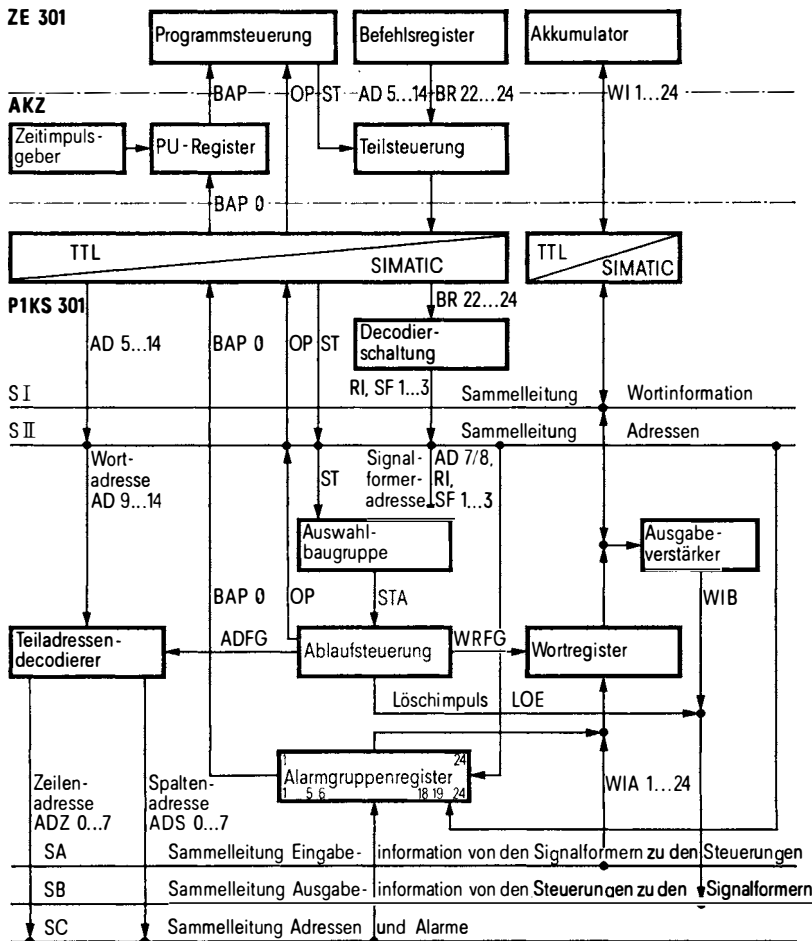 ZE 301
Programmsteuerung
Befehlsregister
Akkumulator
BAP
OP
ST
AD 5...14
BR 22...24
WI 1...24
AKZ
Zeitimpuls-
geber
PU-Register
Teilsteuerung
BAP 0
TTL
SIMATIC
TTL
SIMATIC
P1KS 301
BR 22...24
AD 5...14
BAP 0
OP
ST
Decodier-
schaltung
RI, SF 1...3
S I
Sammelleitung
Wortinformation
S II
Sammelleitung
Adressen
Wort-
adresse
AD 9...14
ST
Signal-
former-
adresse
AD 7/8,
RI,
SF 1...3
Auswahl-
baugruppe
Ausgabe-
verstärker
BAP 0
OP
STA
WIB
Teiladressen-
decodierer
ADFG
Ablaufsteuerung
WRFG
Wortregister
Löschimpuls LOE
1 24
Alarmgruppenregister
1 5 6 18 19 24
Zeilen-
adresse
ADZ 0...7
Spalten-
adresse
ADS 0...7
WIA 1...24
SA Sammelleitung Eingabe- information von den Signalformern zu den Steuerungen
SB Sammelleitung Ausgabe- information von den Steuerungen zu den Signalformern
SC Sammelleitung Adressen und Alarme